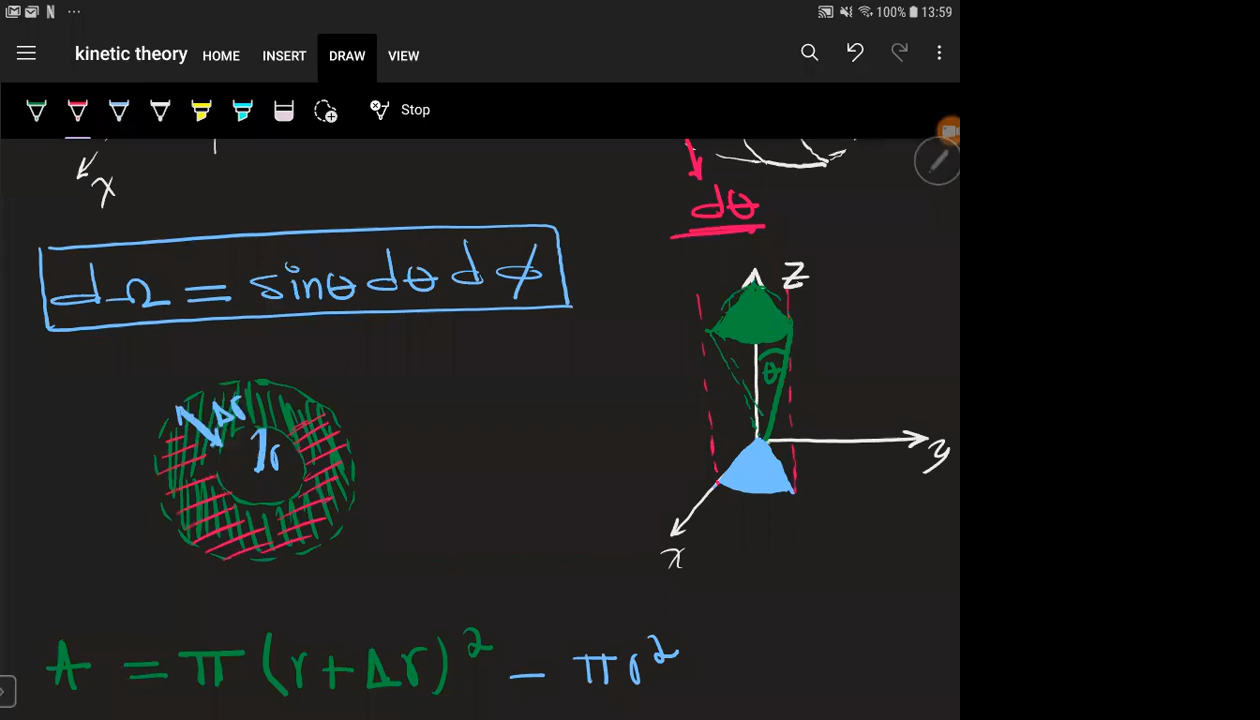 N ... 100% 13:59
kinetic theory HOME INSERT DRAW VIEW
Stop
x
dθ
dΩ = sinθ dθ dϕ
z
θ
Δr
r
y
x
A = π (r+Δr)² − πr²